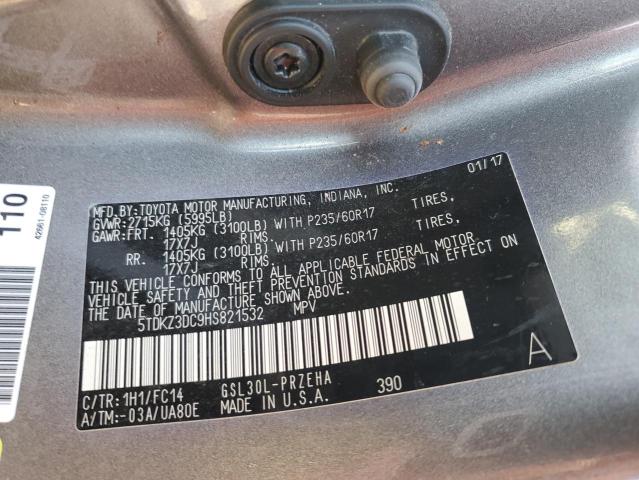 110
42661-08110
MFD.BY:TOYOTA MOTOR MANUFACTURING, INDIANA, INC. 01/17
GVWR:2715KG (5995LB)
GAWR:FRT. 1405KG (3100LB) WITH P235/60R17 TIRES,
17X7J RIMS
RR. 1405KG (3100LB) WITH P235/60R17 TIRES,
17X7J RIMS
THIS VEHICLE CONFORMS TO ALL APPLICABLE FEDERAL MOTOR
VEHICLE SAFETY AND THEFT PREVENTION STANDARDS IN EFFECT
ON THE DATE OF MANUFACTURE SHOWN ABOVE.
5TDKZ3DC9HS821532 MPV
C/TR:1H1/FC14 GSL30L-PRZEHA 390 A
A/TM:-03A/UA80E MADE IN U.S.A.